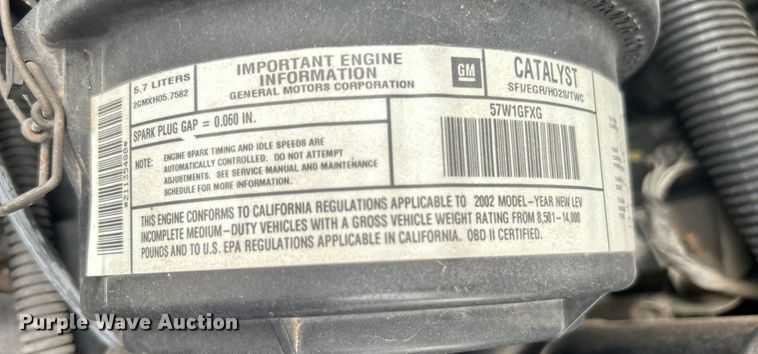 5.7 LITERS
2GMXH05.7582
IMPORTANT ENGINE
INFORMATION
GENERAL MOTORS CORPORATION
GM
CATALYST
SFI/EGR/HO2S/TWC
SPARK PLUG GAP = 0.060 IN.
57W1GFXG
NOTE: ENGINE SPARK TIMING AND IDLE SPEEDS ARE
AUTOMATICALLY CONTROLLED. DO NOT ATTEMPT
ADJUSTMENTS. SEE SERVICE MANUAL AND MAINTENANCE
SCHEDULE FOR MORE INFORMATION.
THIS ENGINE CONFORMS TO CALIFORNIA REGULATIONS APPLICABLE TO 2002 MODEL-YEAR NEW LEV
INCOMPLETE MEDIUM-DUTY VEHICLES WITH A GROSS VEHICLE WEIGHT RATING FROM 8,501-14,000
POUNDS AND TO U.S. EPA REGULATIONS APPLICABLE IN CALIFORNIA. OBD II CERTIFIED.
Purple Wave Auction